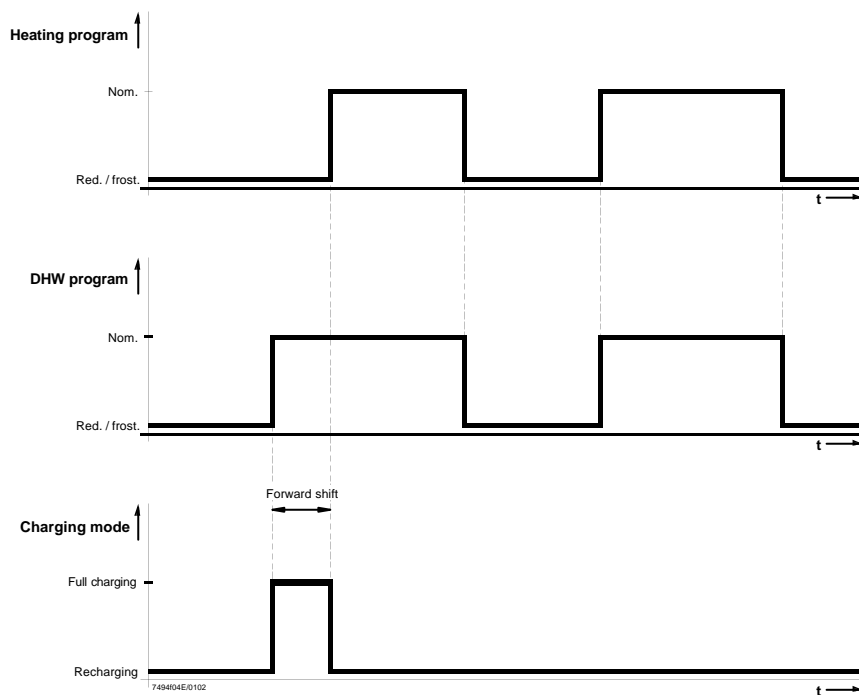 Heating program
Nom.
Red. / frost.
t
DHW program
Nom.
Red. / frost.
t
Forward shift
Charging mode
Full charging
Recharging
7494f04E/0102
t